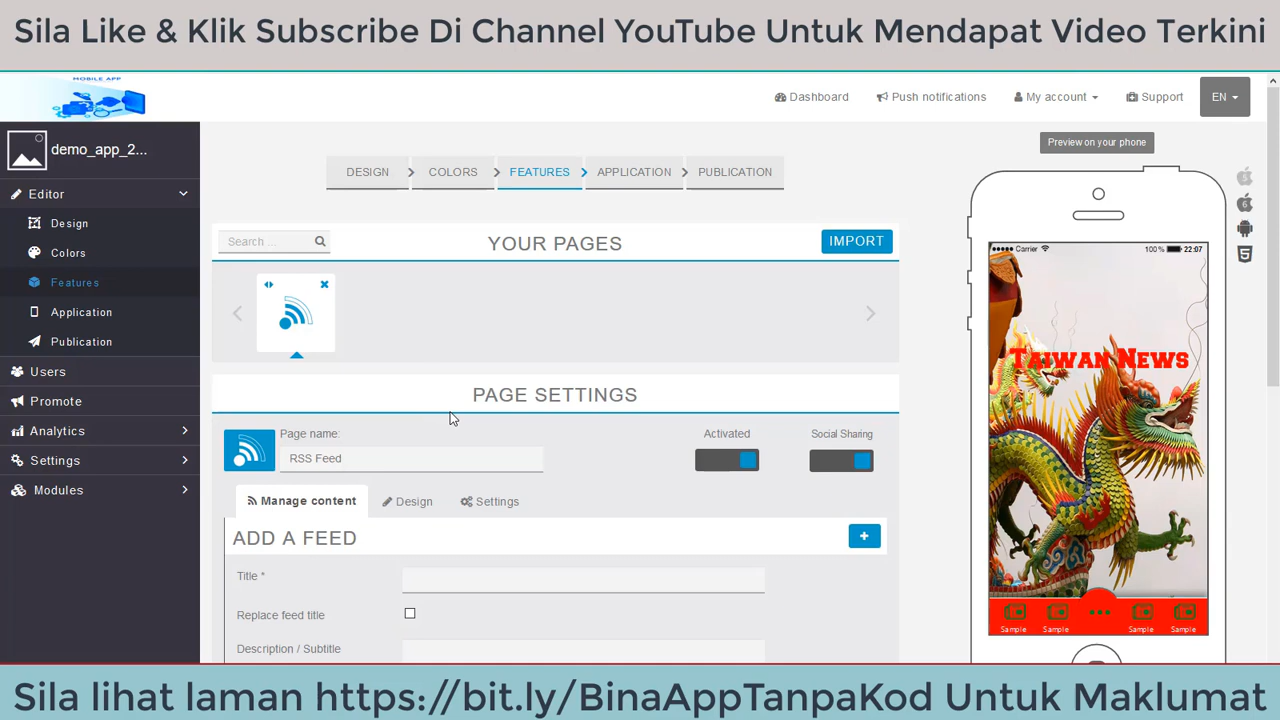 Sila Like & Klik Subscribe Di Channel YouTube Untuk Mendapat Video Terkini
MOBILE APP
Dashboard
Push notifications
My account
Support
EN
demo_app_2...
Editor
Design
Colors
Features
Application
Publication
Users
Promote
Analytics
Settings
Modules
DESIGN
COLORS
FEATURES
APPLICATION
PUBLICATION
Search ...
YOUR PAGES
IMPORT
PAGE SETTINGS
Page name:
RSS Feed
Activated
Social Sharing
Manage content
Design
Settings
ADD A FEED
+
Title *
Replace feed title
Description / Subtitle
Preview on your phone
Carrier
100%
22:07
Taiwan News
Sample
Sample
Sample
Sample
Sila lihat laman https://bit.ly/BinaAppTanpaKod Untuk Maklumat